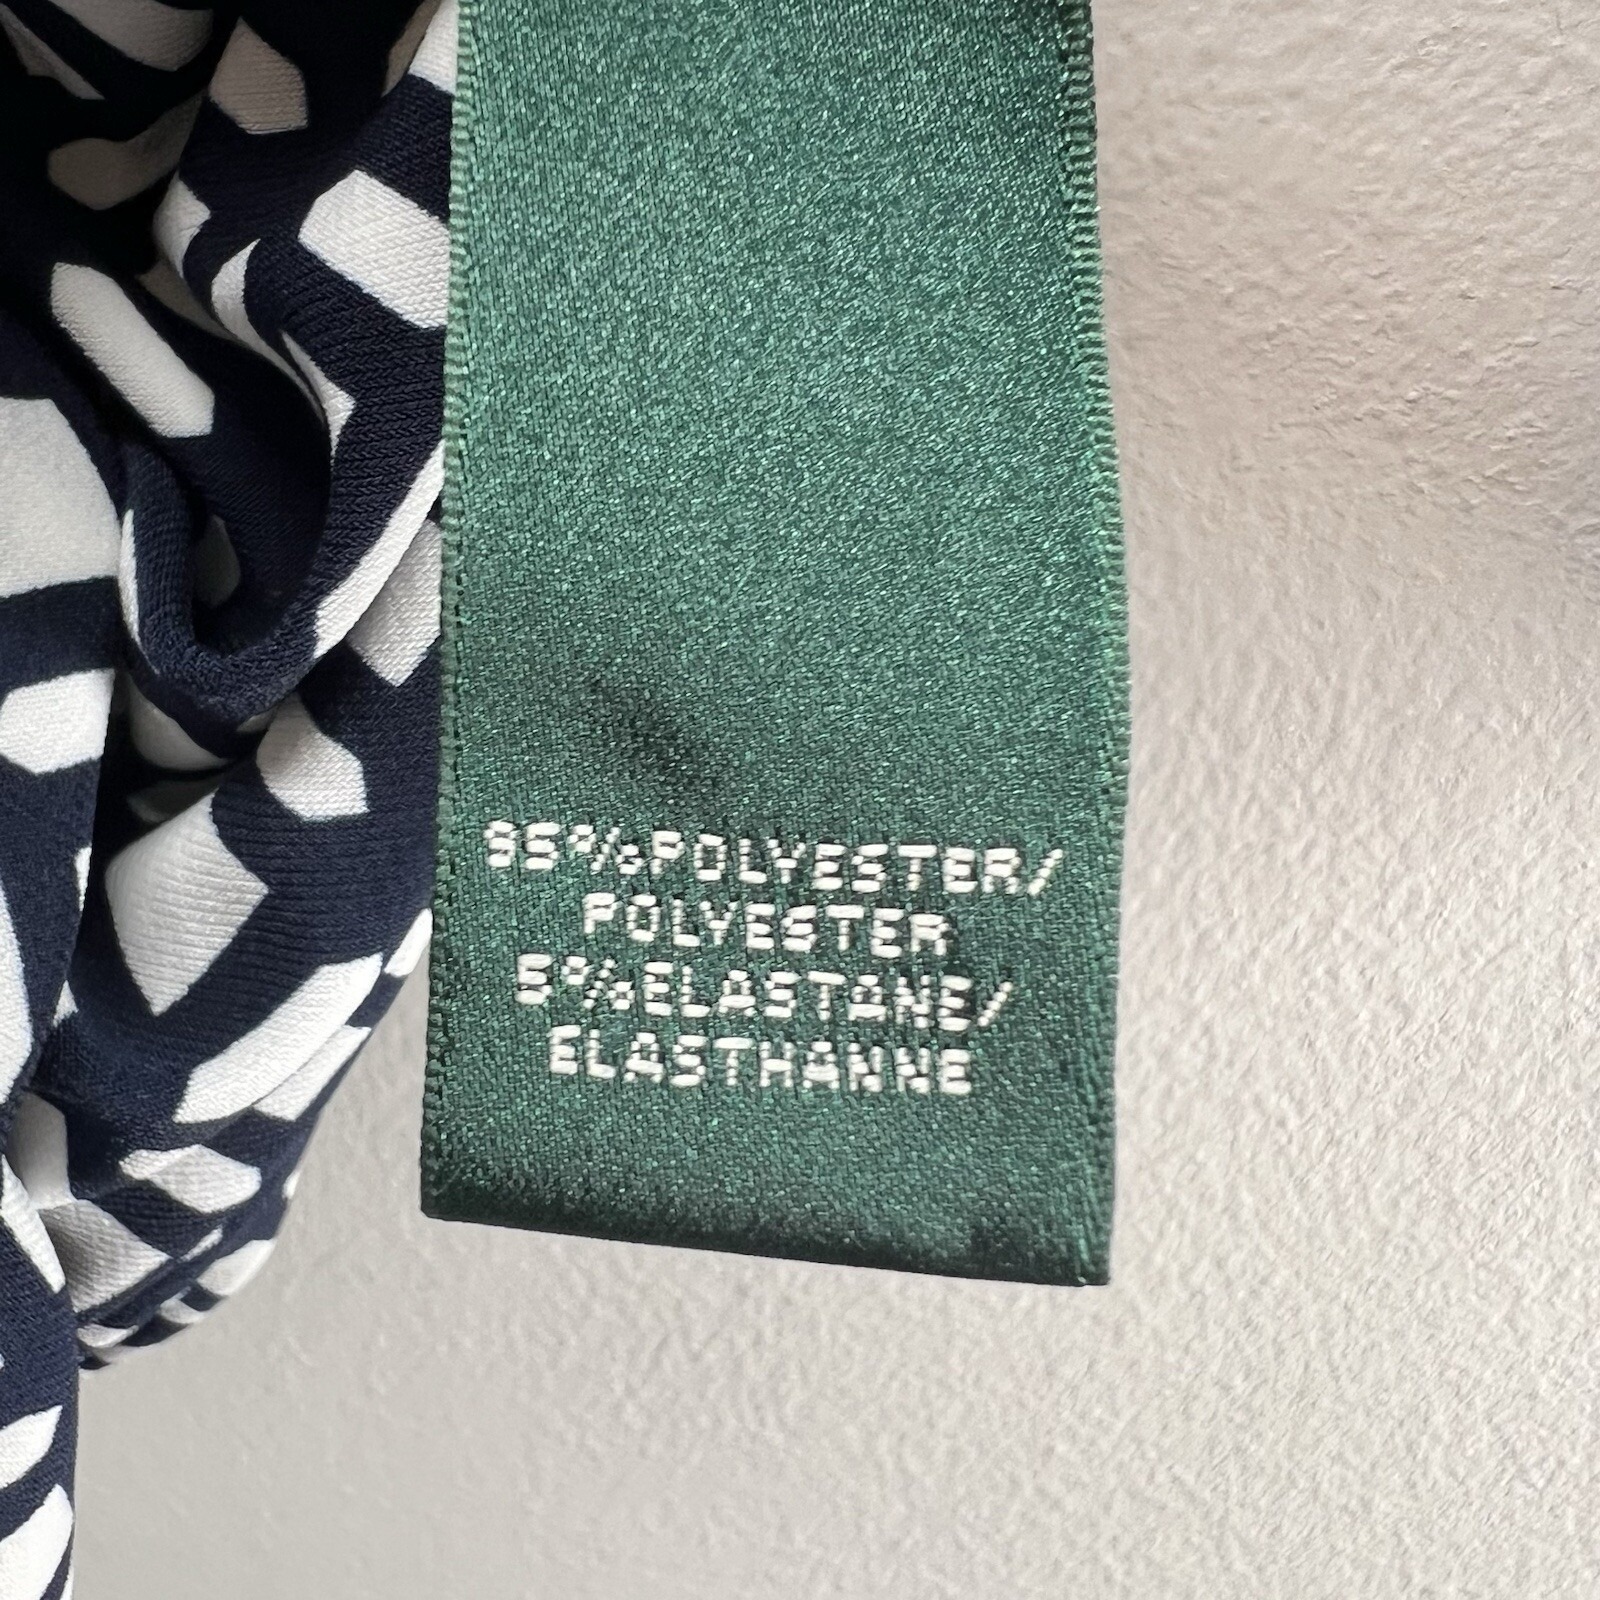 95%POLYESTER/
POLYESTER
5%ELASTANE/
ELASTHANNE